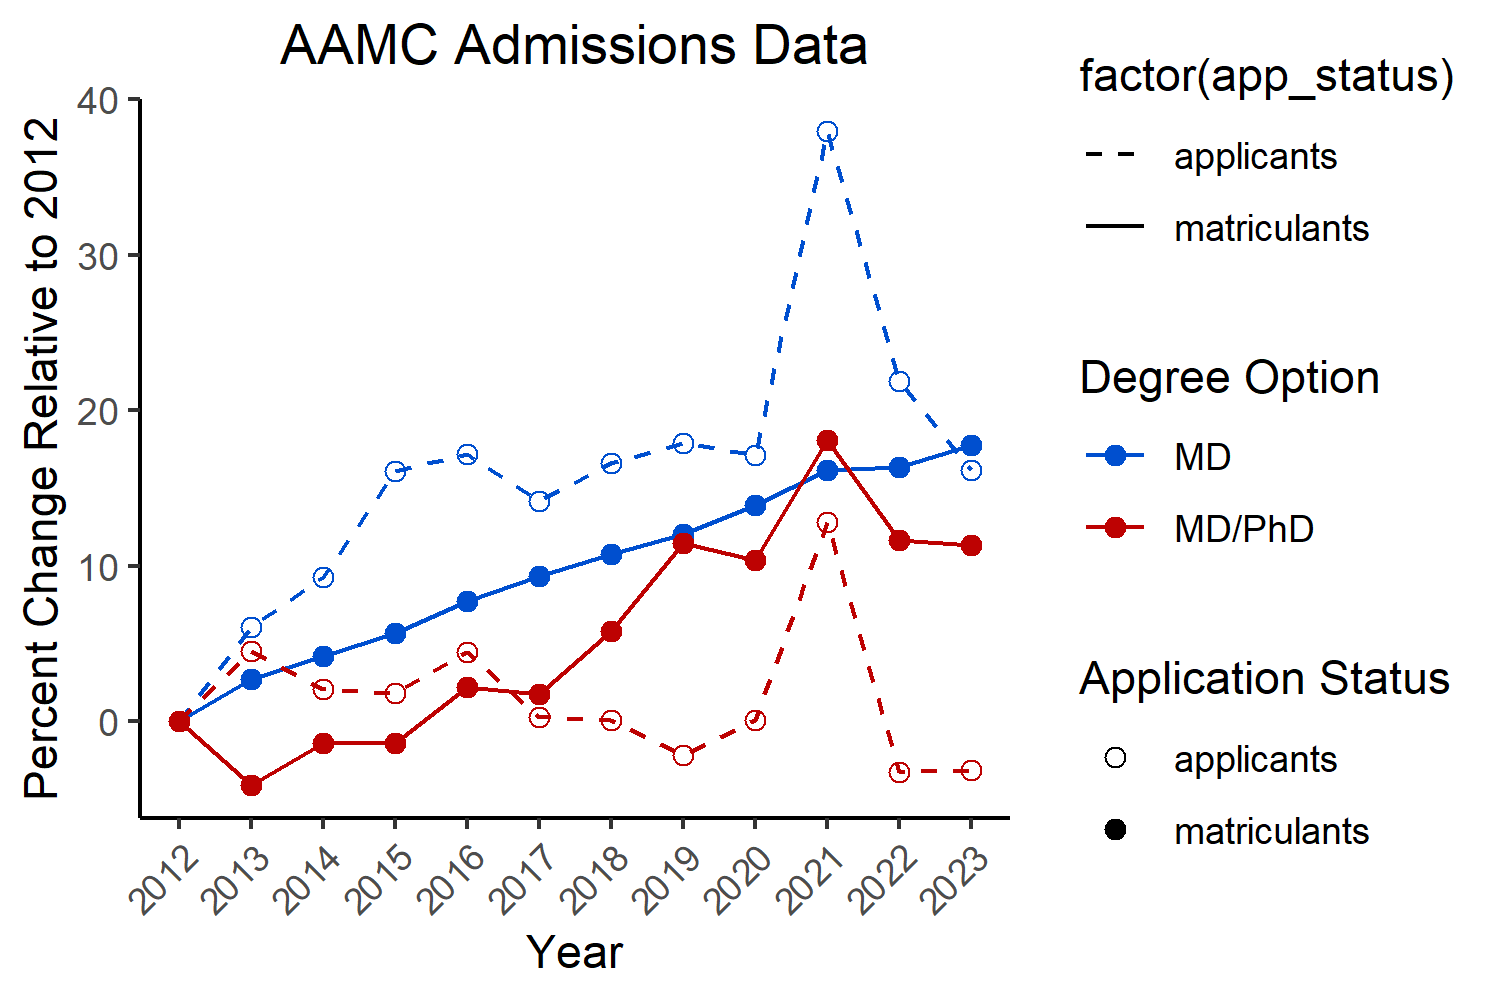 AAMC Admissions Data
Percent Change Relative to 2012
40
30
20
10
0
2012
2013
2014
2015
2016
2017
2018
2019
2020
2021
2022
2023
Year
factor(app_status)
applicants
matriculants
Degree Option
MD
MD/PhD
Application Status
applicants
matriculants